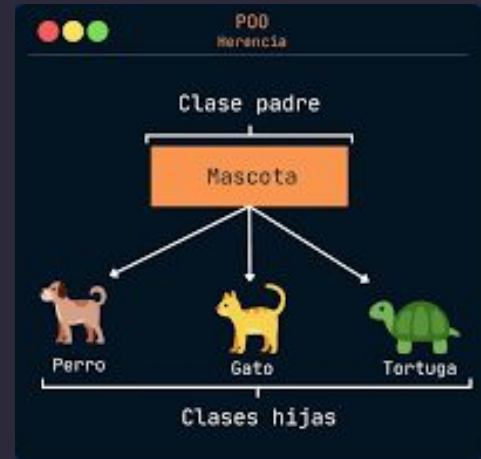 POO
Herencia
Clase padre
Mascota
Perro
Gato
Tortuga
Clases hijas